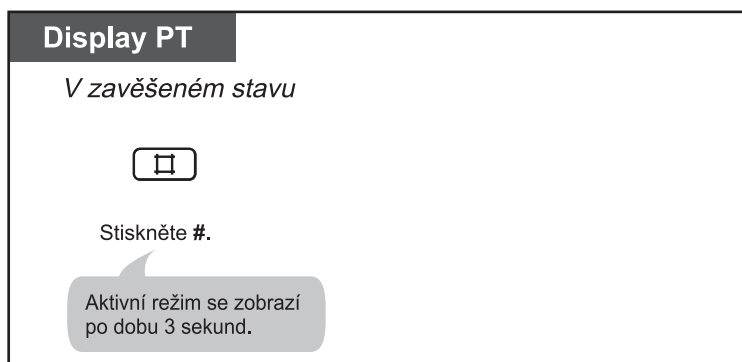 Display PT
V zavěšeném stavu
Stiskněte #.
Aktivní režim se zobrazí
po dobu 3 sekund.